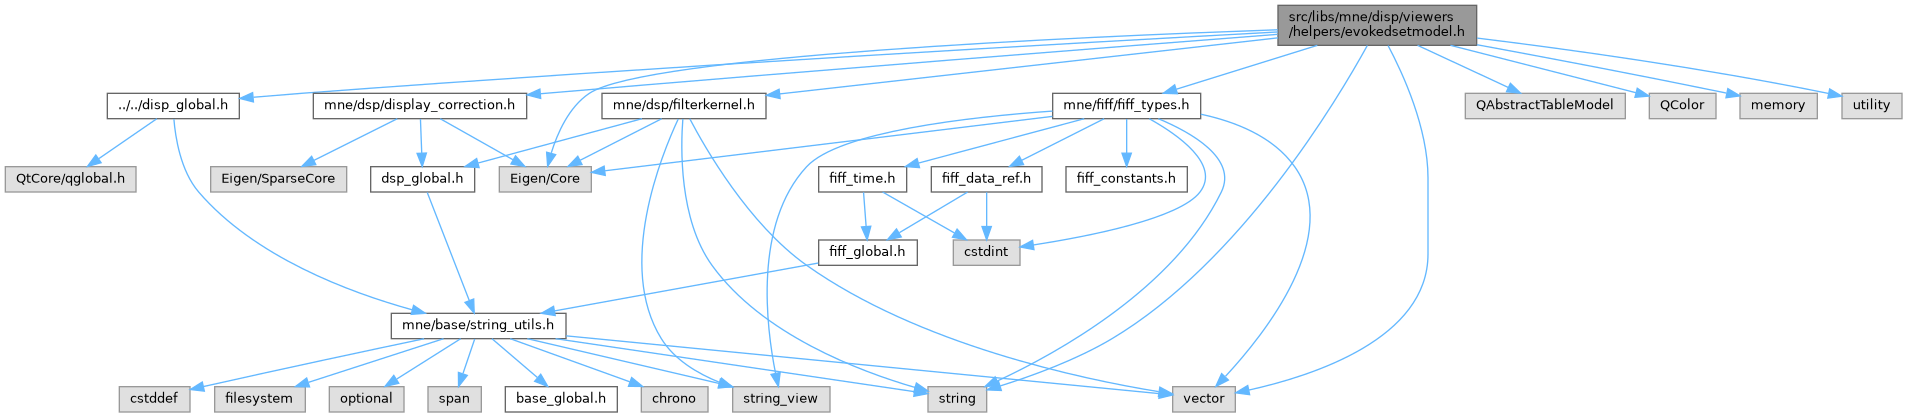 src/libs/mne/disp/viewers
/helpers/evokedsetmodel.h
../../disp_global.h
mne/dsp/display_correction.h
mne/dsp/filterkernel.h
mne/fiff/fiff_types.h
QAbstractTableModel
QColor
memory
utility
QtCore/qglobal.h
Eigen/SparseCore
dsp_global.h
Eigen/Core
fiff_time.h
fiff_data_ref.h
fiff_constants.h
fiff_global.h
cstdint
mne/base/string_utils.h
cstddef
filesystem
optional
span
base_global.h
chrono
string_view
string
vector